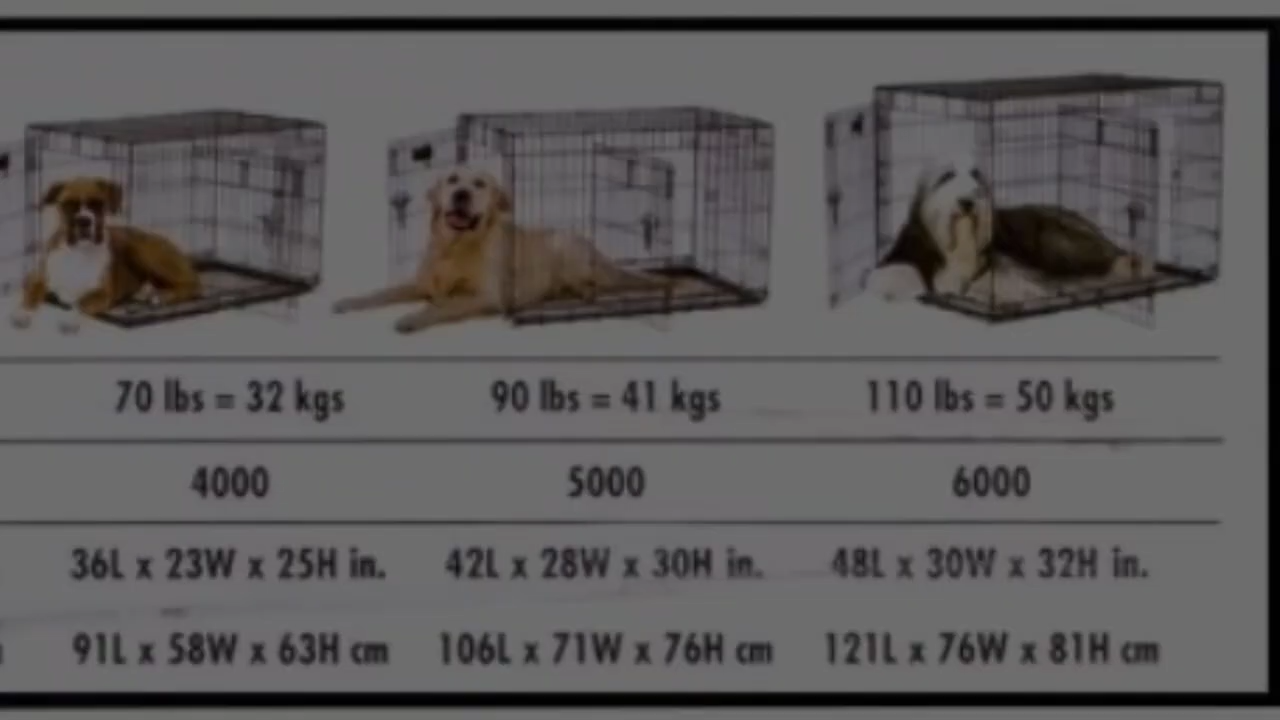 70 lbs = 32 kgs 90 lbs = 41 kgs 110 lbs = 50 kgs
4000 5000 6000
36L x 23W x 25H in. 42L x 28W x 30H in. 48L x 30W x 32H in.
91L x 58W x 63H cm 106L x 71W x 76H cm 121L x 76W x 81H cm